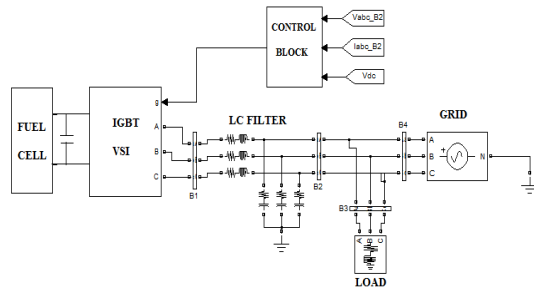 CONTROL
BLOCK
Vabc_B2
Iabc_B2
Vdc
FUEL
CELL
IGBT
VSI
g
A
B
C
B1
LC FILTER
B2
B3
B4
GRID
A
B
C
+
N
A B C
LOAD